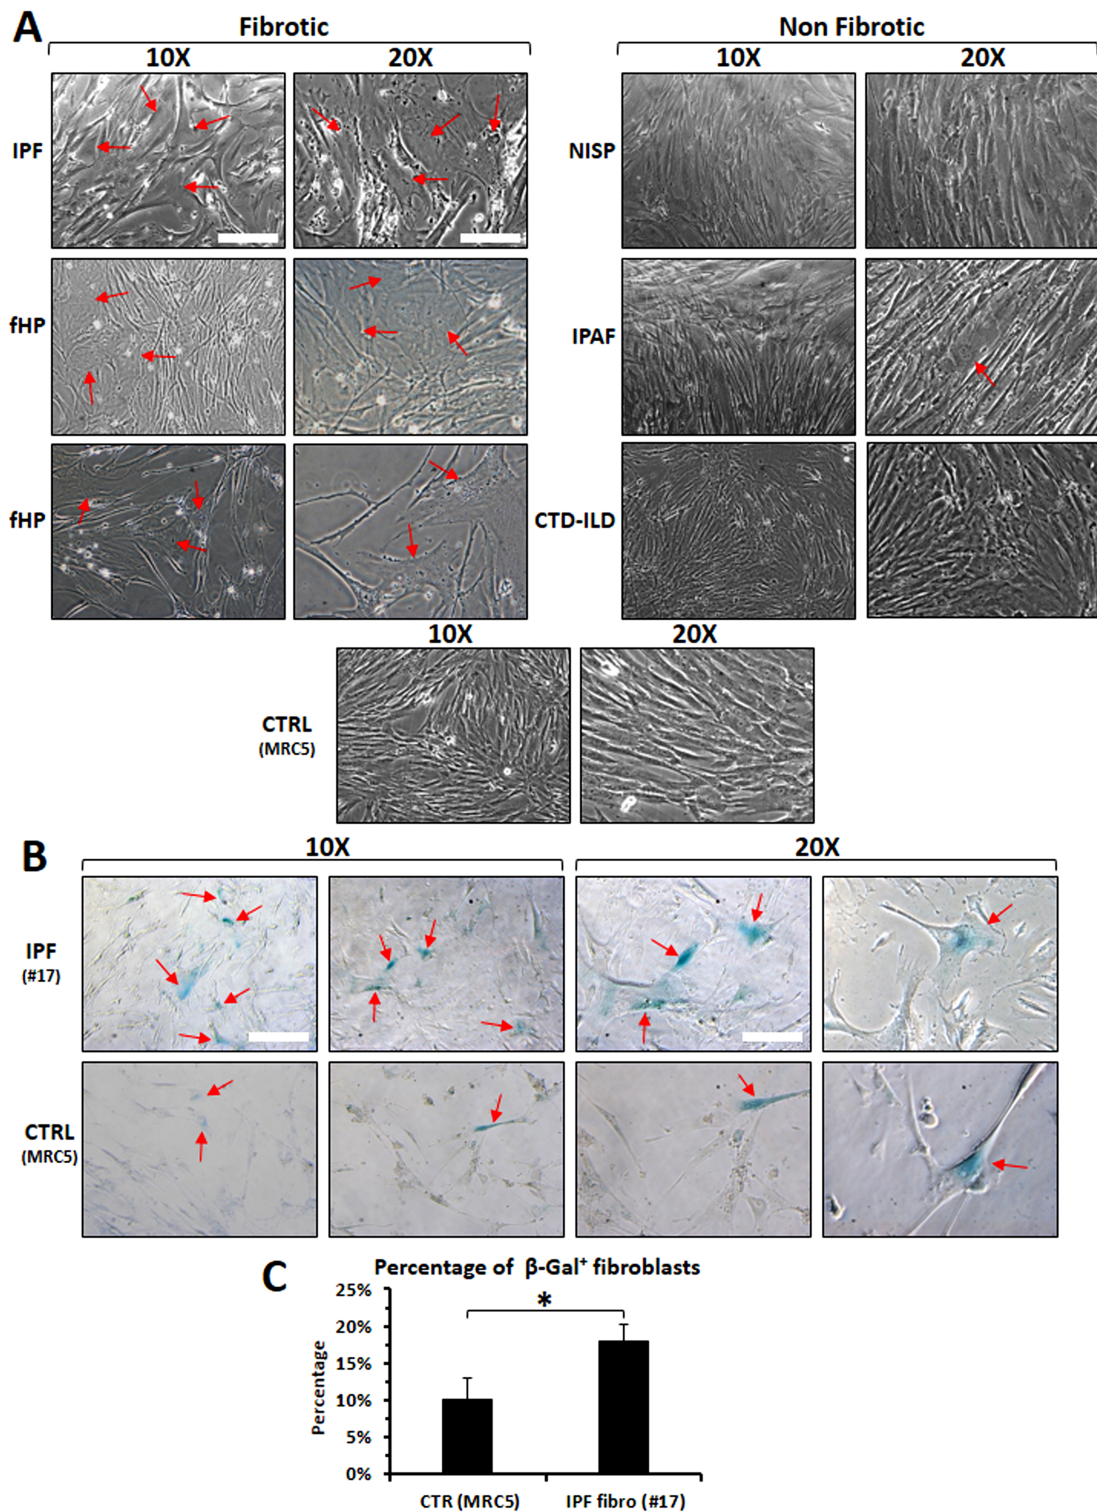 A
Fibrotic
Non Fibrotic
10X
20X
10X
20X
IPF
NISP
fHP
IPAF
fHP
CTD-ILD
10X
20X
CTRL
(MRC5)
B
10X
20X
IPF
(#17)
CTRL
(MRC5)
C
Percentage of β-Gal⁺ fibroblasts
25%
*
20%
15%
10%
5%
0%
Percentage
CTR (MRC5)
IPF fibro (#17)